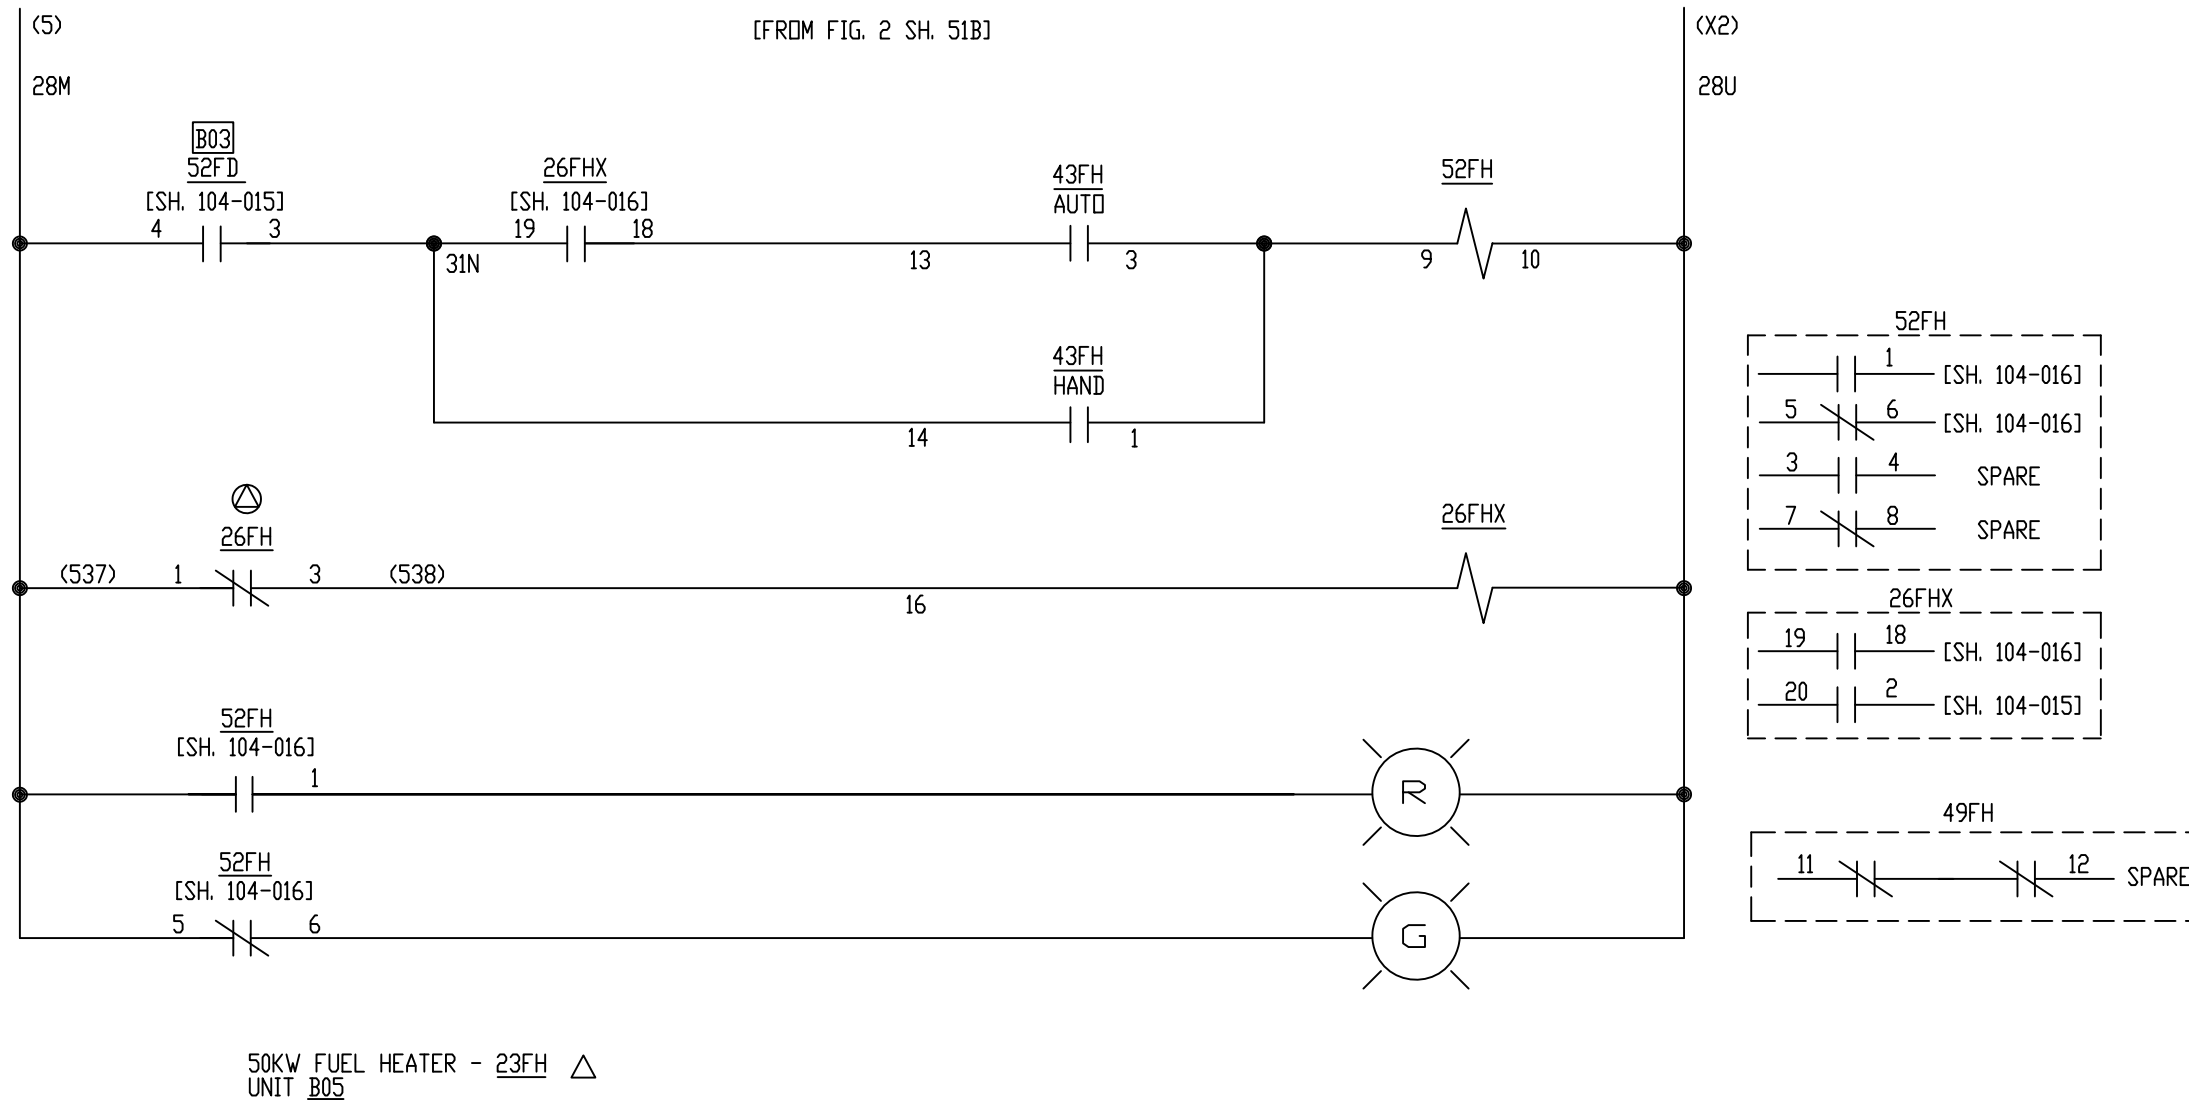 (5)
[FROM FIG. 2 SH. 51B]
(X2)
28M
28U
B03
52FD
[SH. 104-015]
4
3
26FHX
[SH. 104-016]
19
18
31N
13
43FH
AUTO
3
52FH
9
10
43FH
HAND
14
1
26FH
(537)
1
3
(538)
16
26FHX
52FH
[SH. 104-016]
1
R
52FH
[SH. 104-016]
5
6
G
52FH
1
[SH. 104-016]
5
6
[SH. 104-016]
3
4
SPARE
7
8
SPARE
26FHX
19
18
[SH. 104-016]
20
2
[SH. 104-015]
49FH
11
12
SPARE
50KW FUEL HEATER - 23FH
UNIT B05